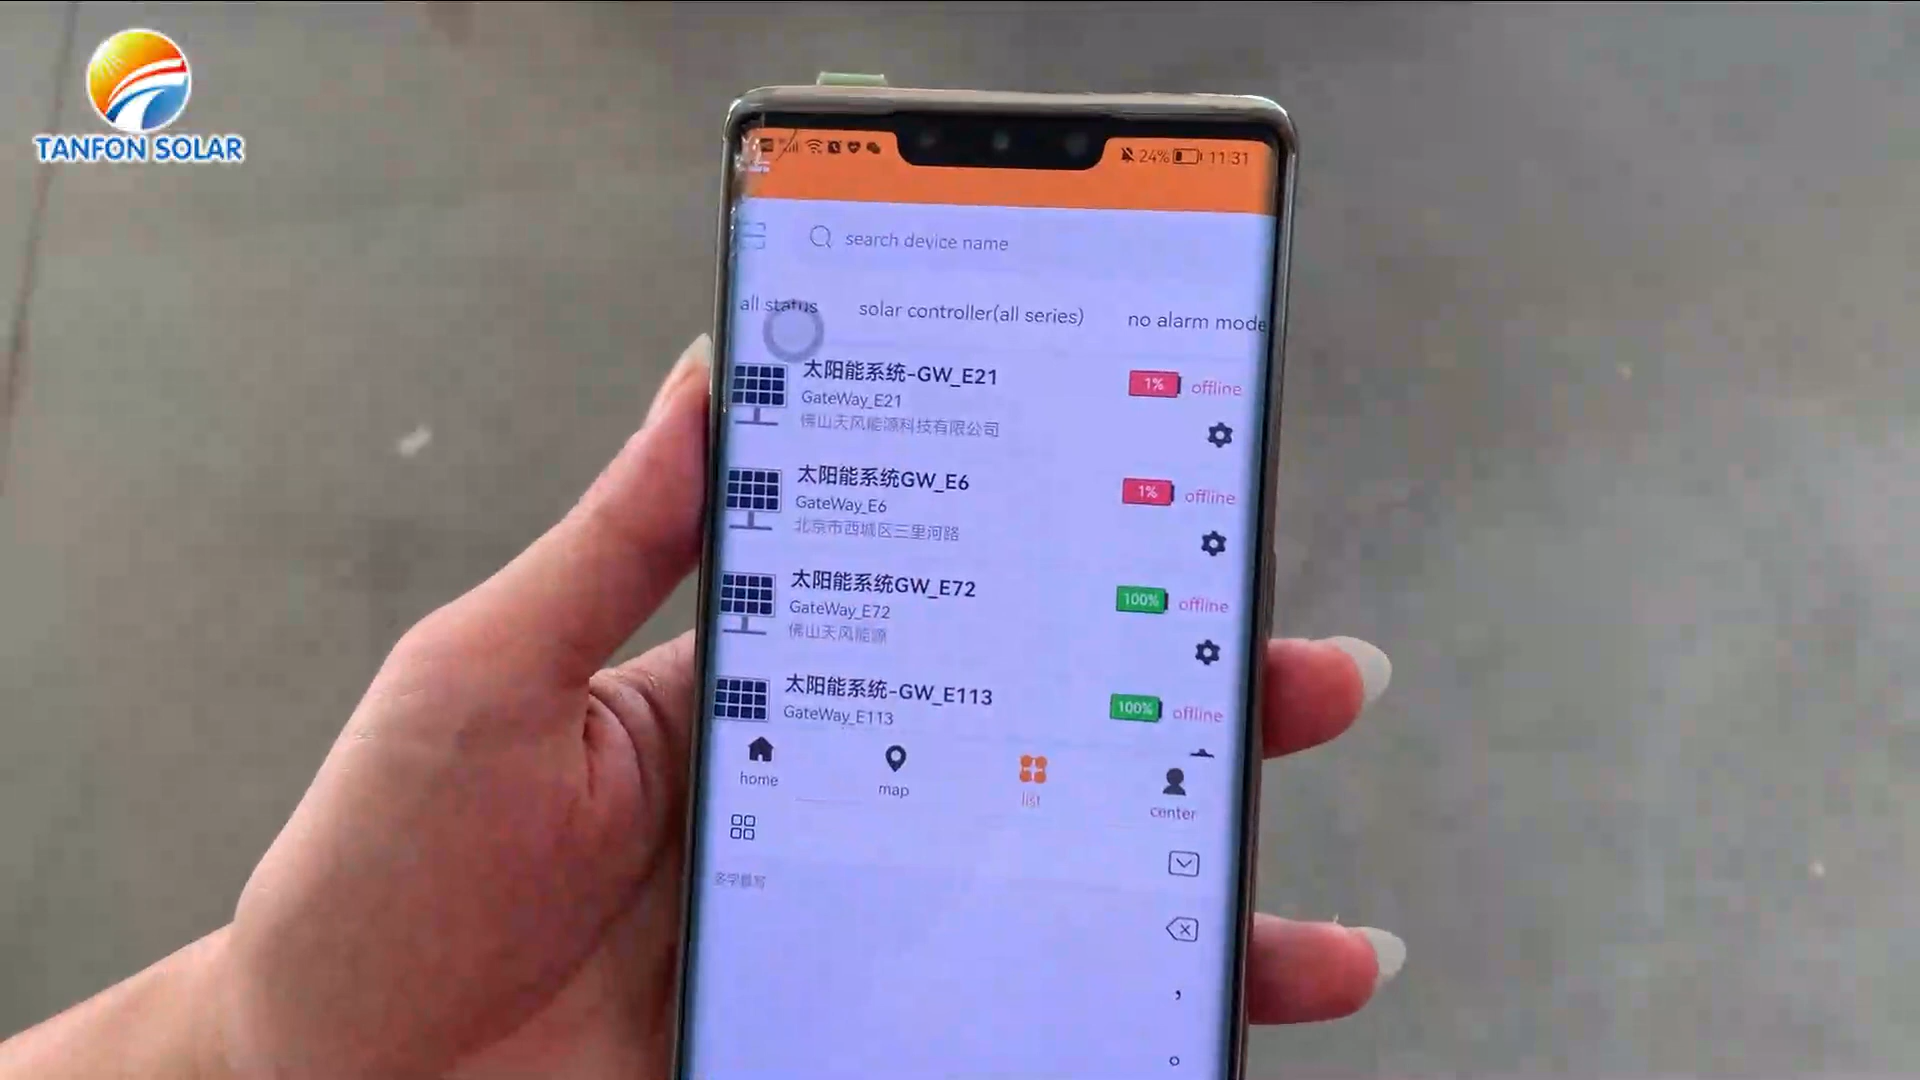 TANFON SOLAR
24% 11:31
search device name
all status solar controller(all series) no alarm mode
太阳能系统-GW_E21
1% offline
GateWay_E21
佛山天风能源科技有限公司
太阳能系统GW_E6
1% offline
GateWay_E6
北京市西城区三里河路
太阳能系统GW_E72
100% offline
GateWay_E72
佛山天风能源
太阳能系统-GW_E113
100% offline
GateWay_E113
home map list center
,
。